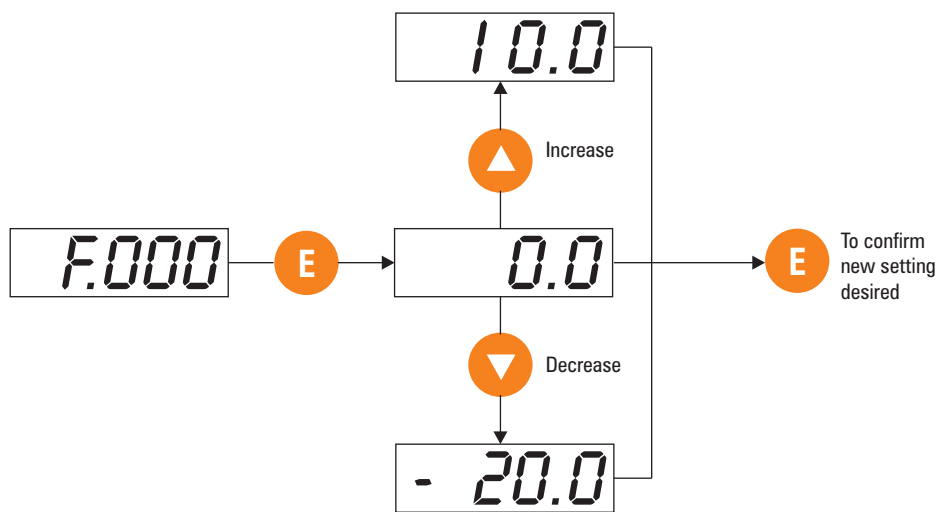 10.0
Increase
F.000
E
0.0
E
To confirm
new setting
desired
Decrease
- 20.0